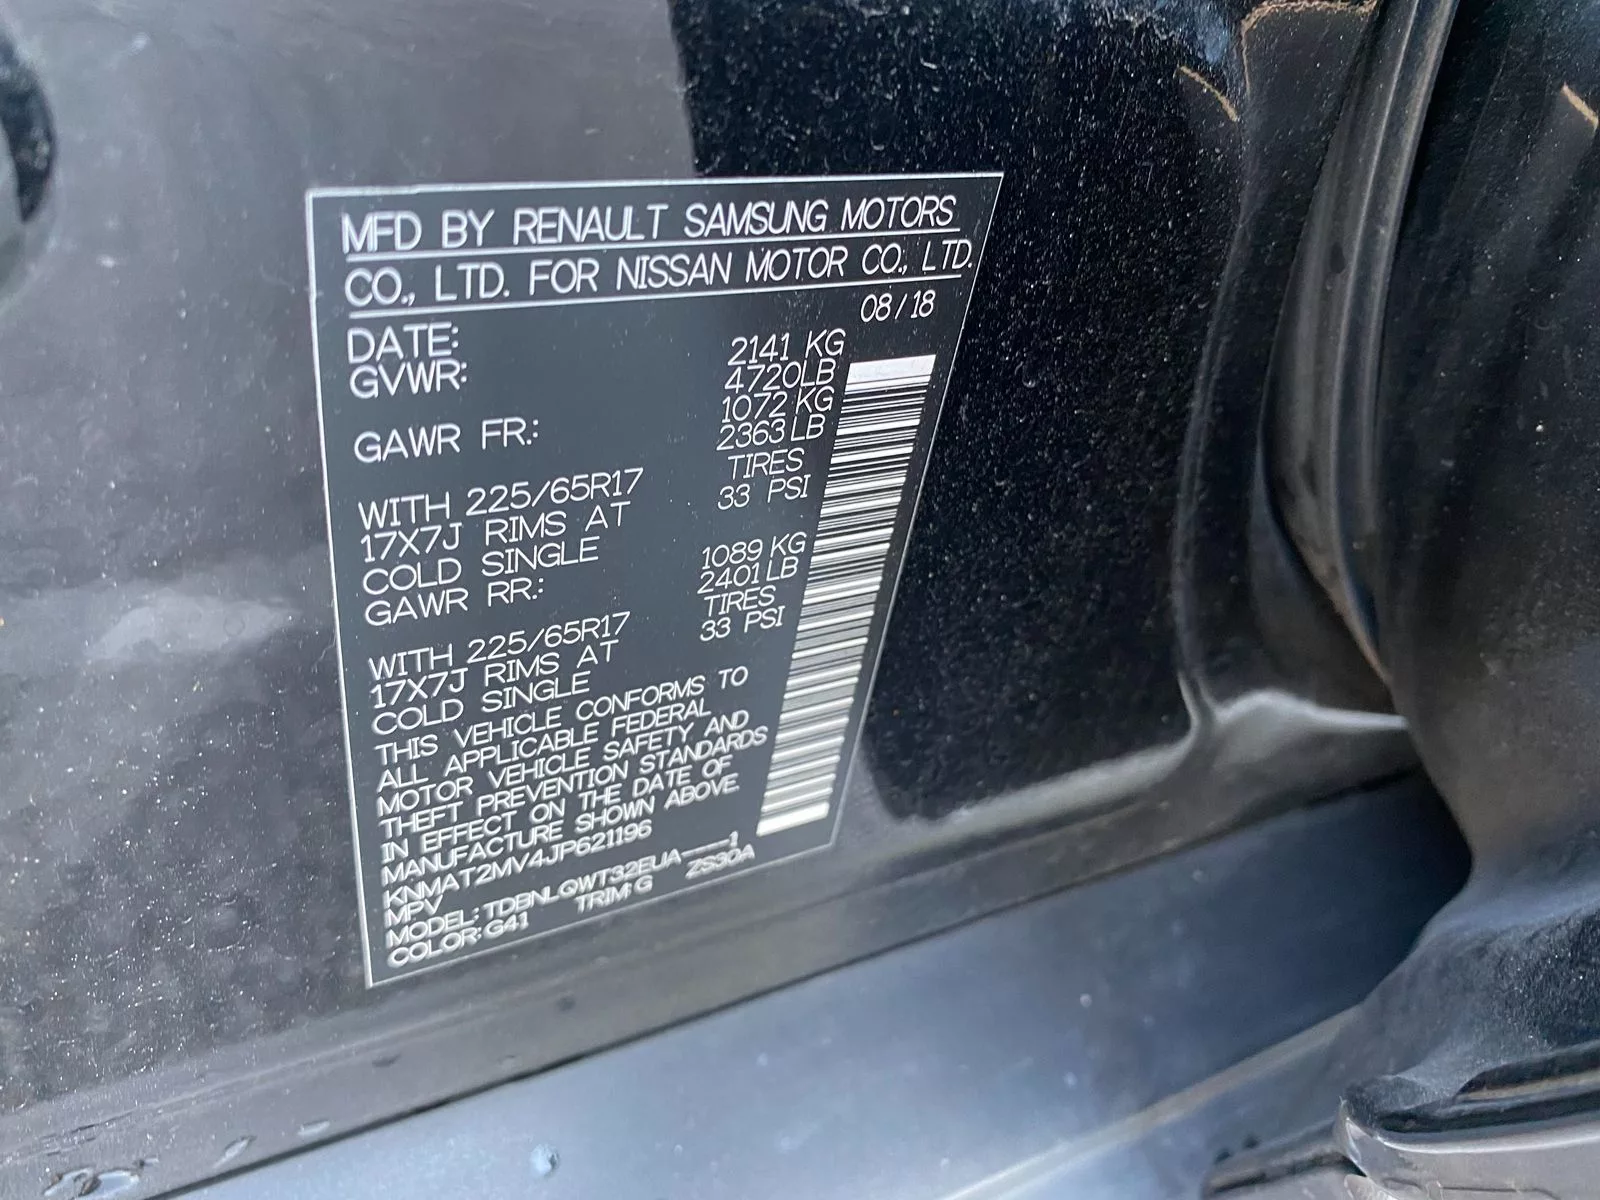 MFD BY RENAULT SAMSUNG MOTORS
CO., LTD. FOR NISSAN MOTOR CO., LTD.
DATE: 08/18
GVWR: 2141 KG
4720LB
GAWR FR.: 1072 KG
2363 LB
WITH 225/65R17 TIRES
17X7J RIMS AT 33 PSI
COLD SINGLE
GAWR RR.: 1089 KG
2401 LB
WITH 225/65R17 TIRES
17X7J RIMS AT 33 PSI
COLD SINGLE
THIS VEHICLE CONFORMS TO
ALL APPLICABLE FEDERAL
MOTOR VEHICLE SAFETY AND
THEFT PREVENTION STANDARDS
IN EFFECT ON THE DATE OF
MANUFACTURE SHOWN ABOVE.
KNMAT2MV4JP621196
MPV
MODEL: TDBNLQWT32EUA----1
COLOR: G41 TRIM: G ZS30A